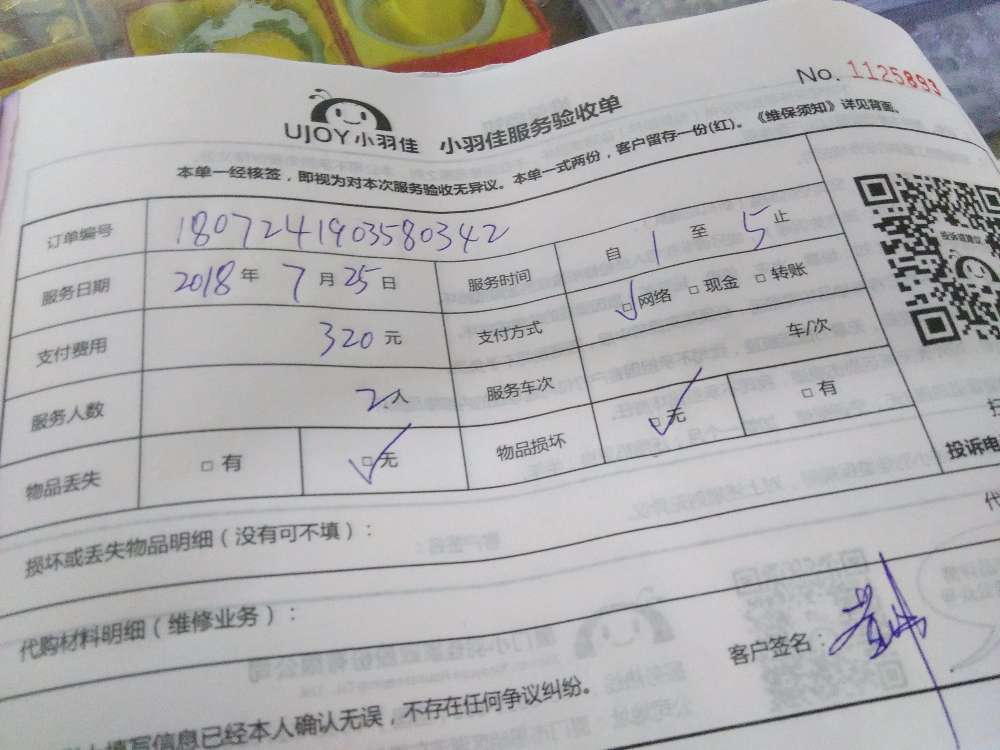 No. 1125893
UJOY小羽佳 小羽佳服务验收单
本单一经核签，即视为对本次服务验收无异议。本单一式两份，客户留存一份(红)。《维保须知》详见背面。
订单编号 1807241903580342
服务日期 2018年7月25日 服务时间 自1至5止
支付费用 320元 支付方式 □网络 □现金 □转账
服务人数 2人 服务车次 车/次
物品丢失 □有 □无 物品损坏 □无 □有
投诉或建议
投诉电
损坏或丢失物品明细（没有可不填）：
代购材料明细（维修业务）：
客户签名：
填写信息已经本人确认无误，不存在任何争议纠纷。